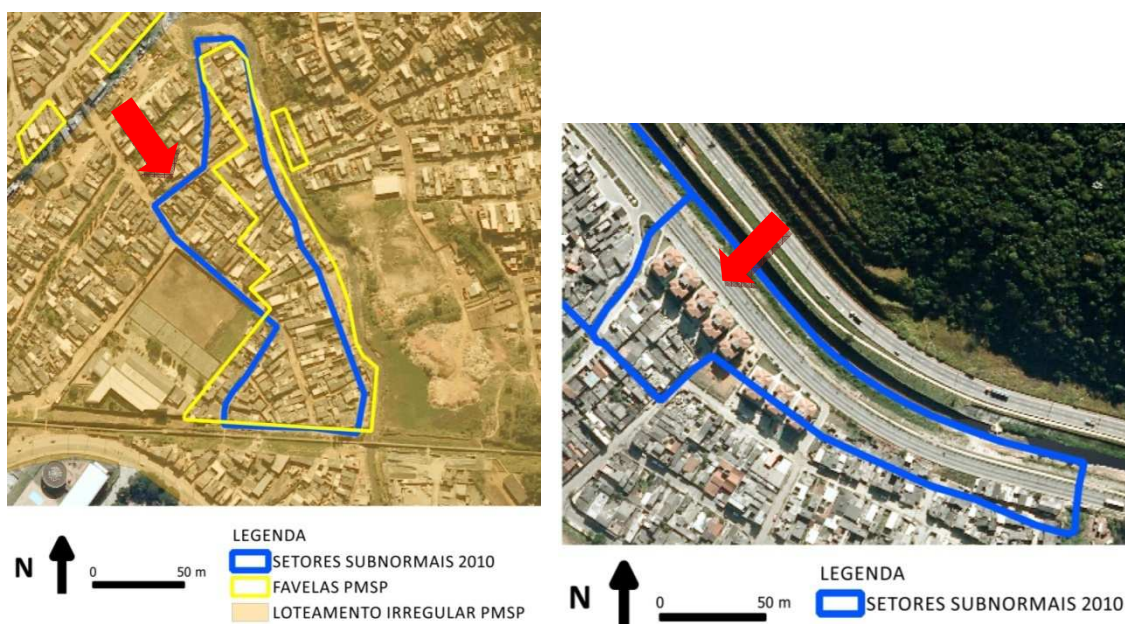 N
0 50 m
LEGENDA
SETORES SUBNORMAIS 2010
FAVELAS PMSP
LOTEAMENTO IRREGULAR PMSP
N
0 50 m
LEGENDA
SETORES SUBNORMAIS 2010